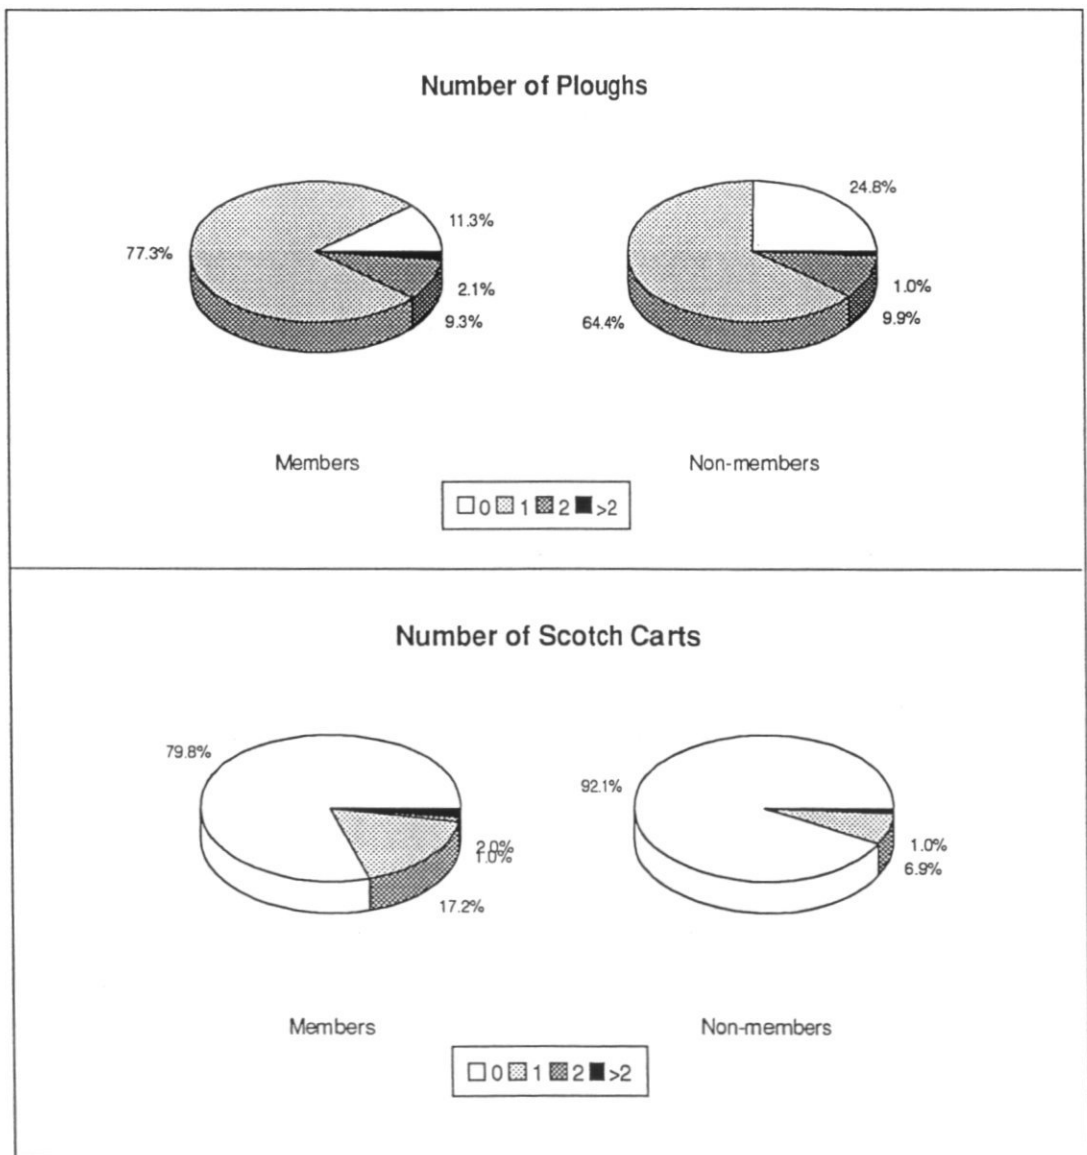 Number of Ploughs
24.8%
11.3%
77.3%
2.1%
1.0%
9.3%
64.4%
9.9%
Members
Non-members
0 1 2 >2
Number of Scotch Carts
79.8%
92.1%
2.0%
1.0%
1.0%
6.9%
17.2%
Members
Non-members
0 1 2 >2